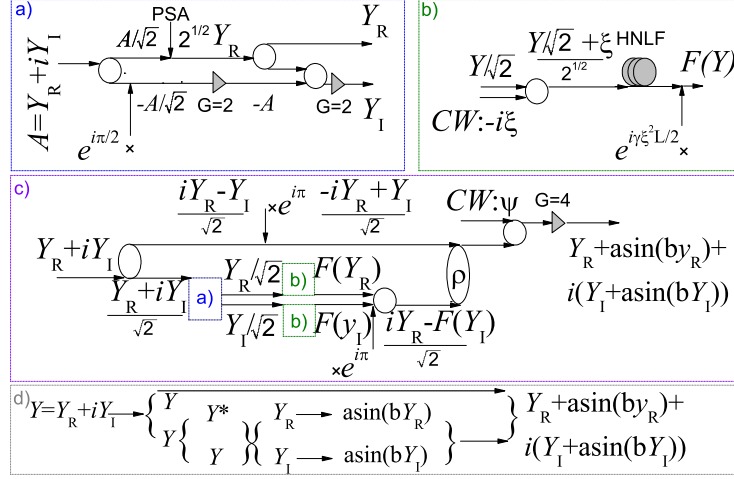 a)
PSA
A/√2
2^{1/2} Y_R
Y_R
A=Y_R+iY_I
-A/√2
G=2
-A
G=2
Y_I
e^{iπ/2} ×
b)
Y/√2
Y/√2 +ξ
2^{1/2}
HNLF
F(Y)
CW:-iξ
e^{iγξ²L/2} ×
c)
iY_R-Y_I
√2
×e^{iπ}
-iY_R+Y_I
√2
CW:ψ
G=4
Y_R+iY_I
Y_R+iY_I
√2
a)
Y_R/√2
b)
F(Y_R)
ρ
Y_I/√2
b)
F(y_I)
iY_R-F(Y_I)
√2
×e^{iπ}
Y_R+asin(by_R)+
i(Y_I+asin(bY_I))
d)
Y=Y_R+iY_I
Y
Y
Y*
Y
Y_R
asin(bY_R)
Y_I
asin(bY_I)
Y_R+asin(by_R)+
i(Y_I+asin(bY_I))